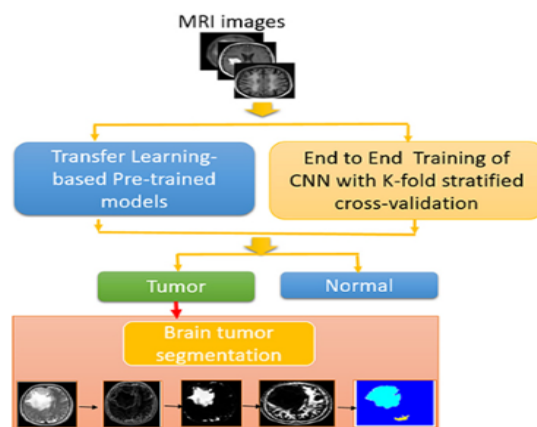 MRI images
Transfer Learning-
based Pre-trained
models
End to End Training of
CNN with K-fold stratified
cross-validation
Tumor
Normal
Brain tumor
segmentation